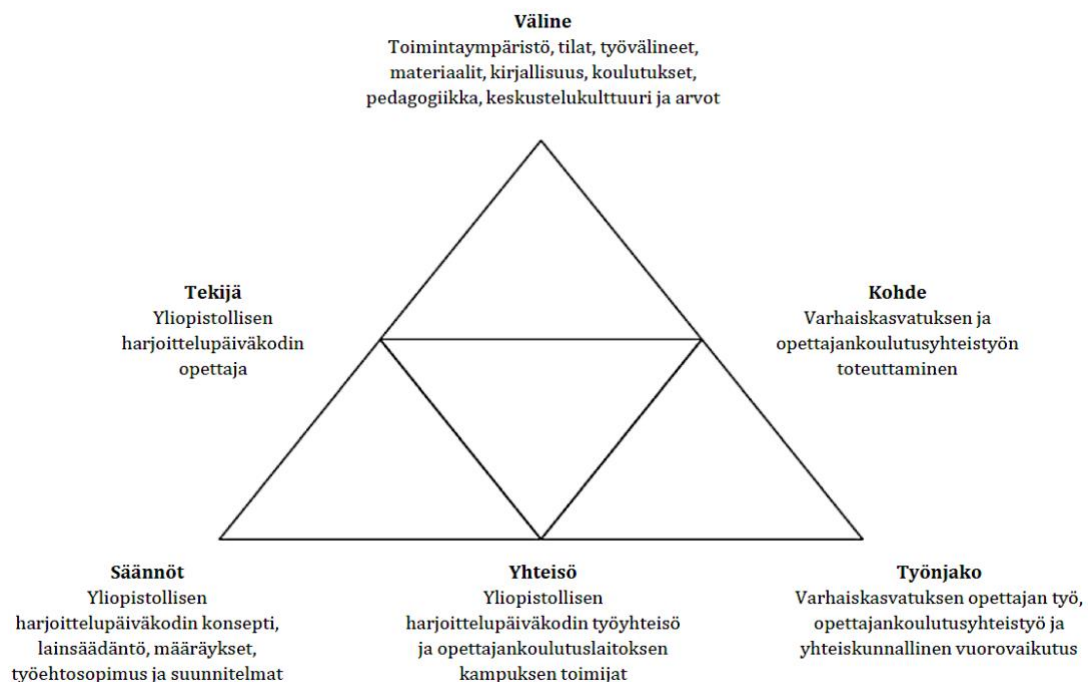 Väline
Toimintaympäristö, tilat, työvälineet,
materiaalit, kirjallisuus, koulutukset,
pedagogiikka, keskustelukulttuuri ja arvot
Tekijä
Yliopistollisen
harjoittelupäiväkodin
opettaja
Kohde
Varhaiskasvatuksen ja
opettajankoulutusyhteistyön
toteuttaminen
Säännöt
Yliopistollisen
harjoittelupäiväkodin konsepti,
lainsäädäntö, määräykset,
työehtosopimus ja suunnitelmat
Yhteisö
Yliopistollisen
harjoittelupäiväkodin työyhteisö
ja opettajankoulutuslaitoksen
kampuksen toimijat
Työnjako
Varhaiskasvatuksen opettajan työ,
opettajankoulutusyhteistyö ja
yhteiskunnallinen vuorovaikutus